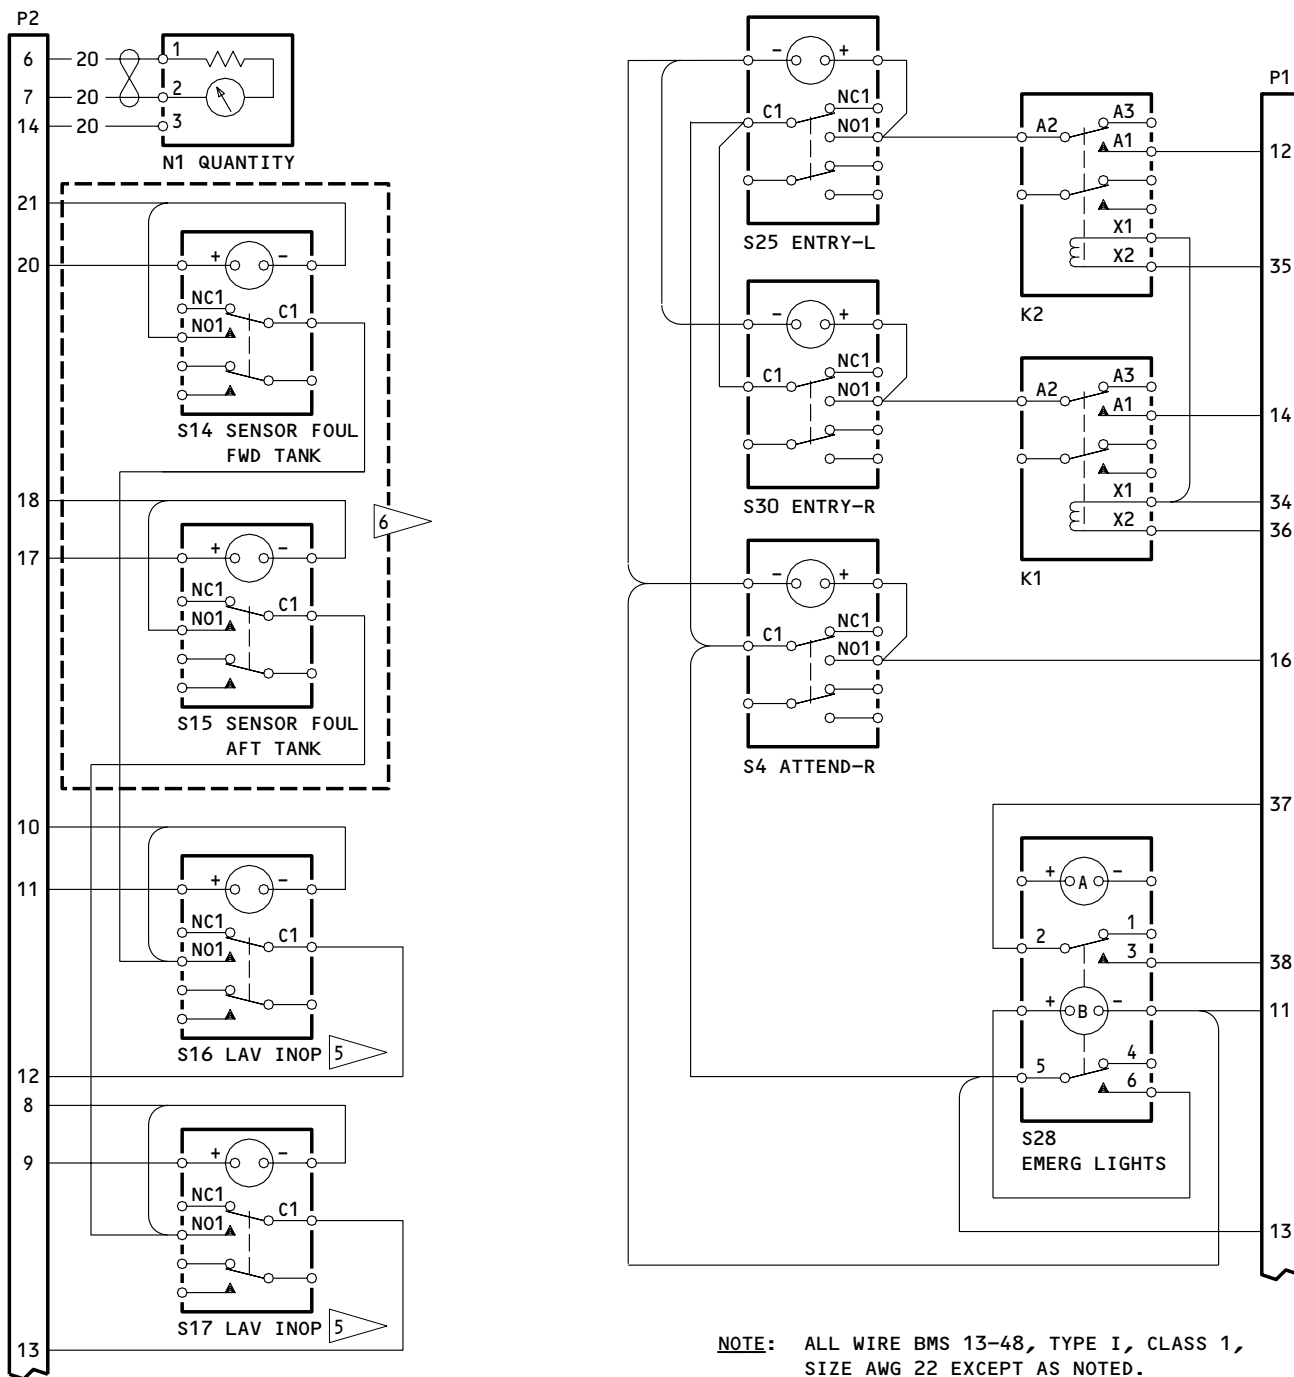 P2
6 20 1
7 20 2
14 20 3
N1 QUANTITY
21
20 + -
NC1
C1
NO1
S14 SENSOR FOUL
FWD TANK
18
6
17 + -
NC1
C1
NO1
S15 SENSOR FOUL
AFT TANK
10
11 + -
NC1
C1
NO1
S16 LAV INOP 5
12
8
9 + -
NC1
C1
NO1
S17 LAV INOP 5
13
- +
NC1
C1
NO1
S25 ENTRY-L
- +
NC1
C1
NO1
S30 ENTRY-R
- +
NC1
C1
NO1
S4 ATTEND-R
P1
A3
A2
A1 12
X1
X2 35
K2
A3
A2
A1 14
X1 34
X2 36
K1
16
37
+ A -
1
2
3 38
+ B - 11
4
5
6
S28
EMERG LIGHTS
13
NOTE: ALL WIRE BMS 13-48, TYPE I, CLASS 1,
SIZE AWG 22 EXCEPT AS NOTED.